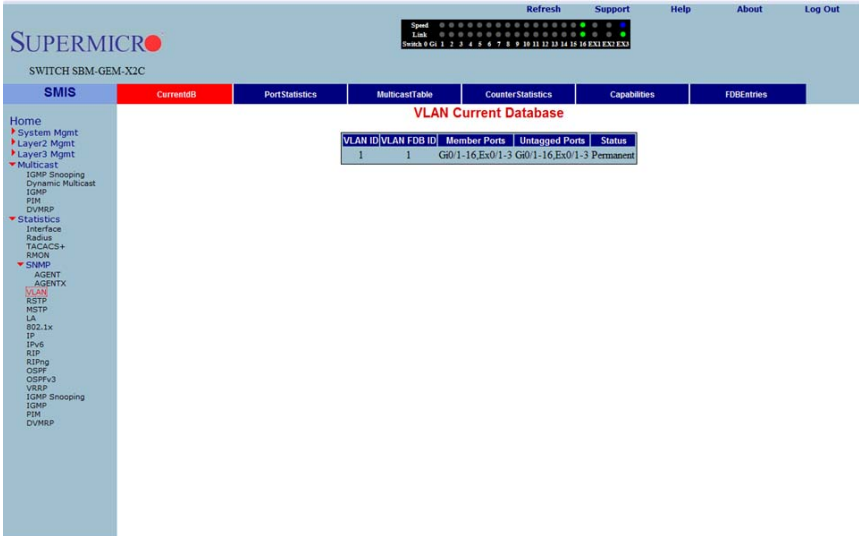 Refresh Support Help About Log Out
Speed
Link
Switch 0 Gi 1 2 3 4 5 6 7 8 9 10 11 12 13 14 15 16 EX1 EX2 EX3
SUPERMICR
SWITCH SBM-GEM-X2C
SMIS CurrentdB PortStatistics MulticastTable CounterStatistics Capabilities FDBEntries
VLAN Current Database
VLAN ID VLAN FDB ID Member Ports Untagged Ports Status
1 1 Gi0/1-16,Ex0/1-3 Gi0/1-16,Ex0/1-3 Permanent
Home
System Mgmt
Layer2 Mgmt
Layer3 Mgmt
Multicast
IGMP Snooping
Dynamic Multicast
IGMP
PIM
DVMRP
Statistics
Interface
Radius
TACACS+
RMON
SNMP
AGENT
AGENTX
VLAN
RSTP
MSTP
LA
802.1x
IP
IPv6
RIP
RIPng
OSPF
OSPFv3
VRRP
IGMP Snooping
IGMP
PIM
DVMRP